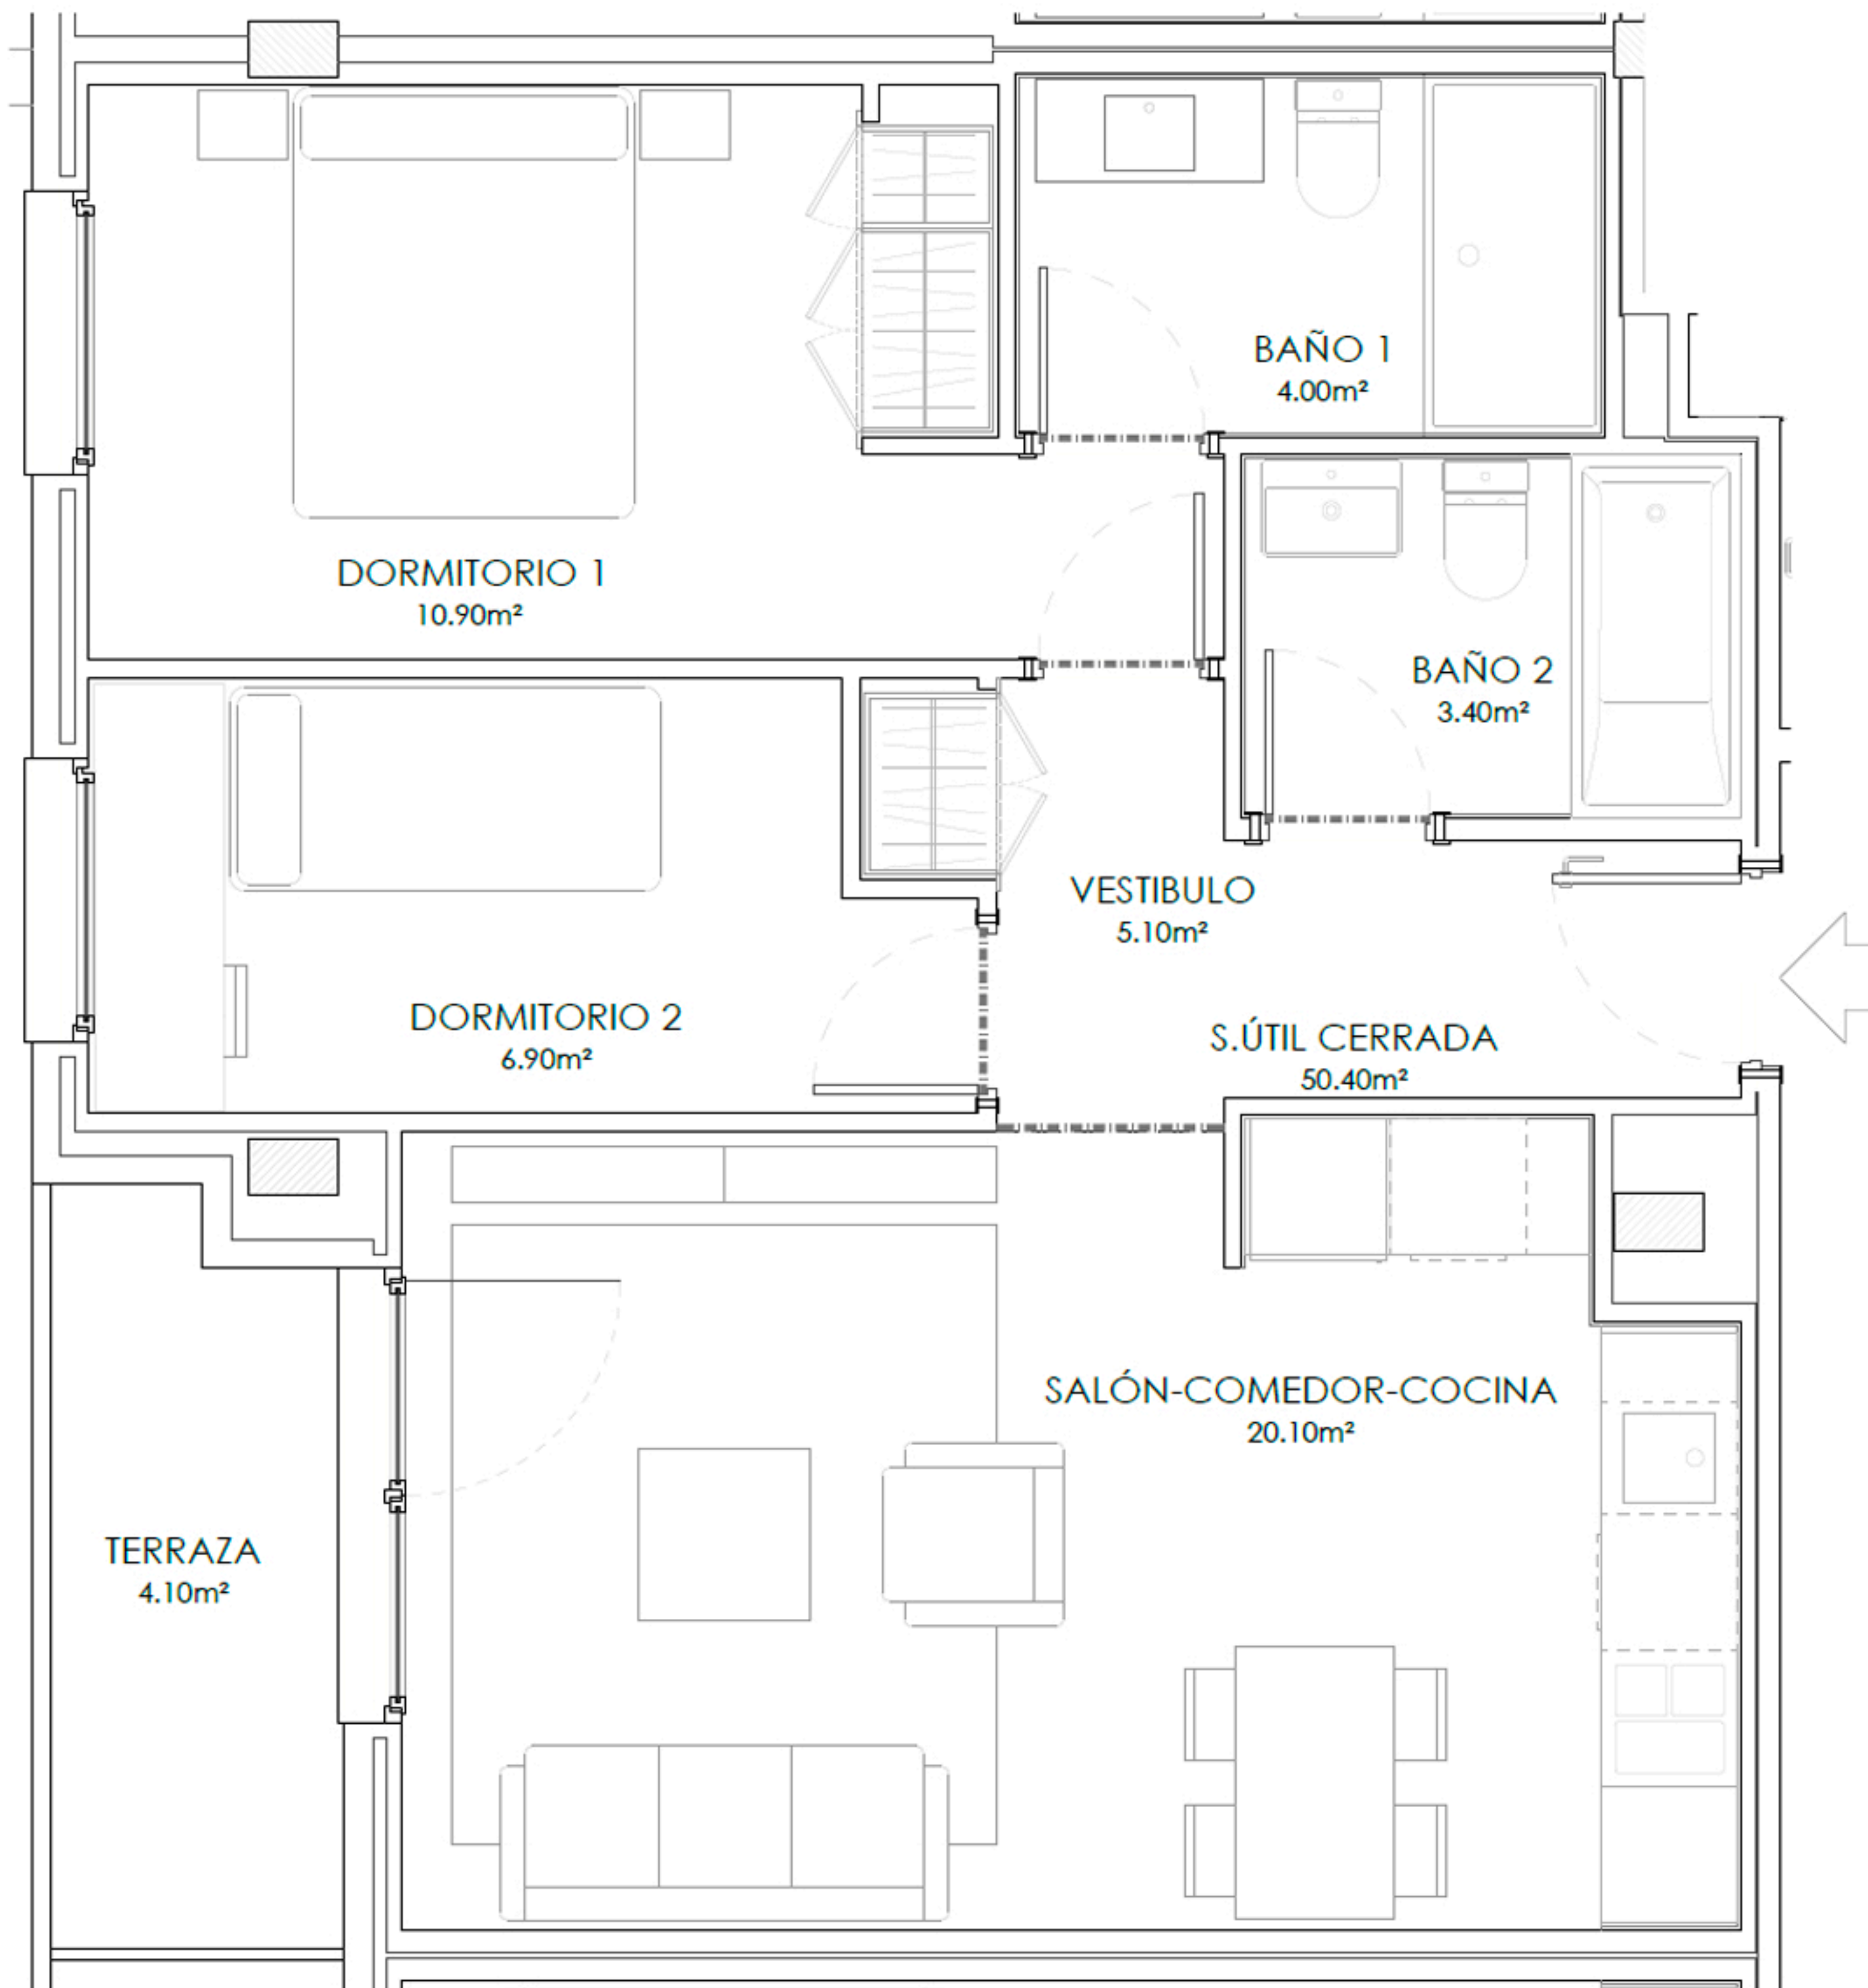 BAÑO 1
4.00m²
DORMITORIO 1
10.90m²
BAÑO 2
3.40m²
VESTIBULO
5.10m²
DORMITORIO 2
6.90m²
S.ÚTIL CERRADA
50.40m²
SALÓN-COMEDOR-COCINA
20.10m²
TERRAZA
4.10m²